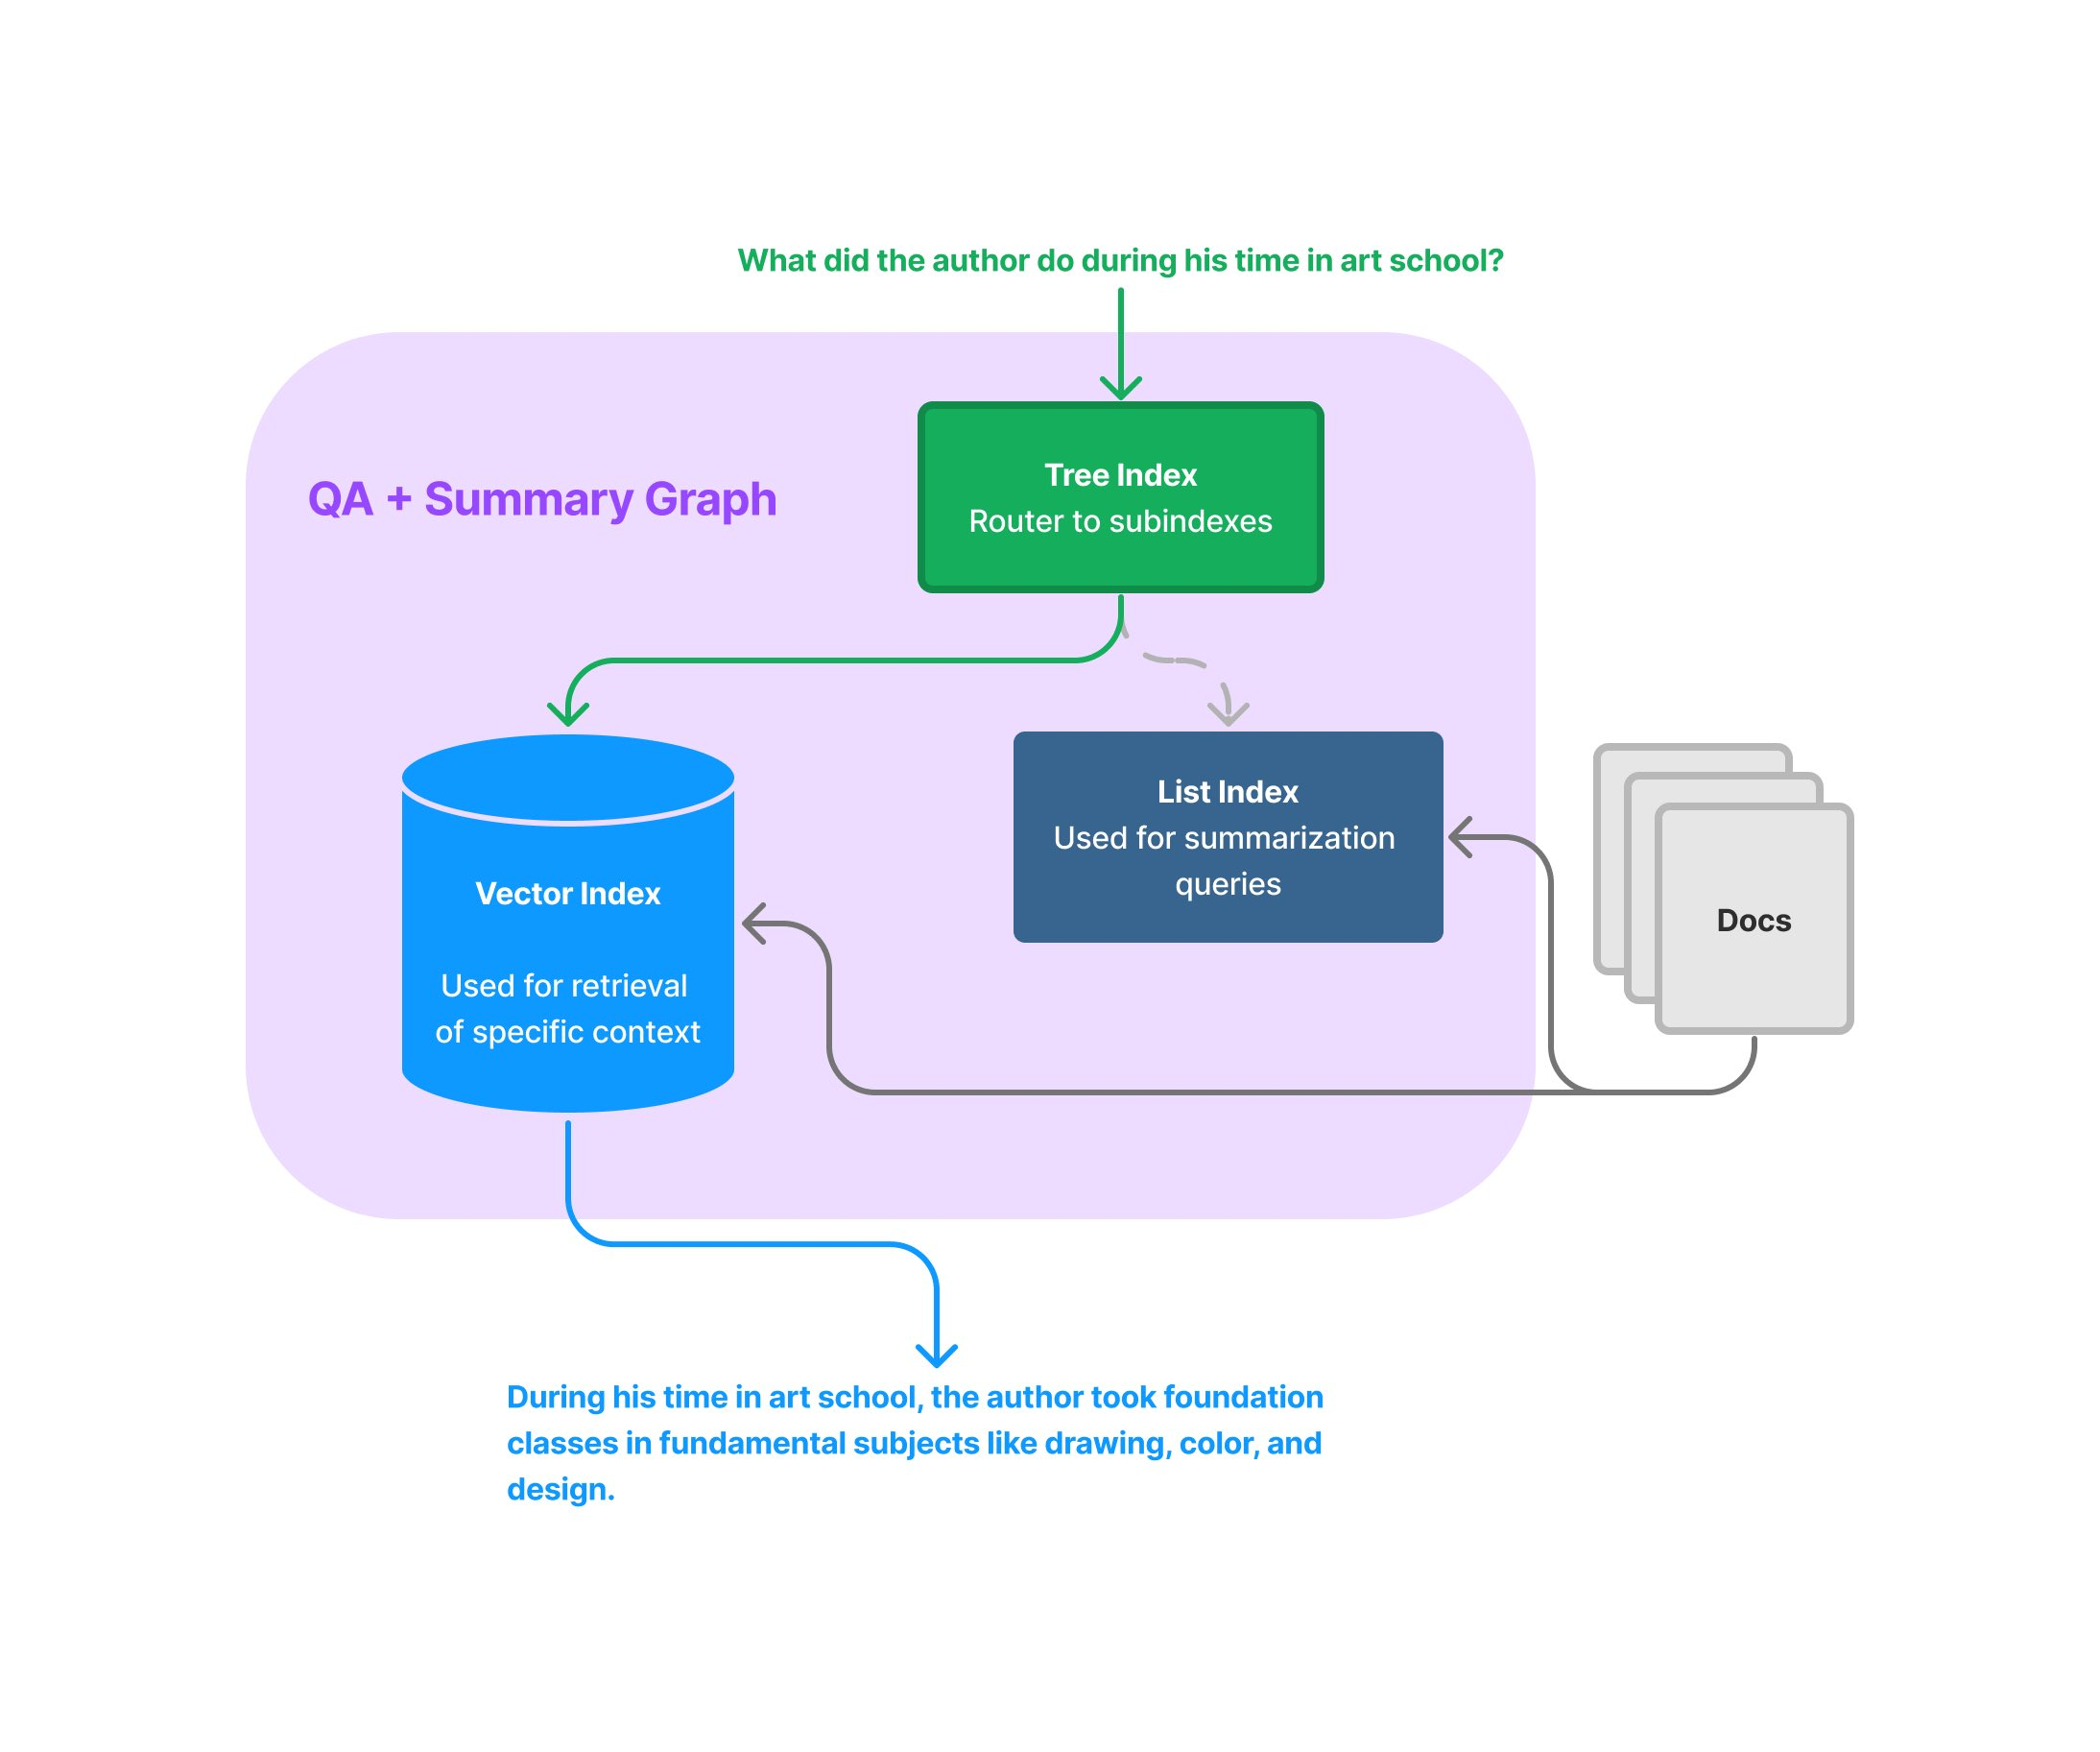 What did the author do during his time in art school?
QA + Summary Graph
Tree Index
Router to subindexes
List Index
Used for summarization
queries
Docs
Vector Index
Used for retrieval
of specific context
During his time in art school, the author took foundation
classes in fundamental subjects like drawing, color, and
design.